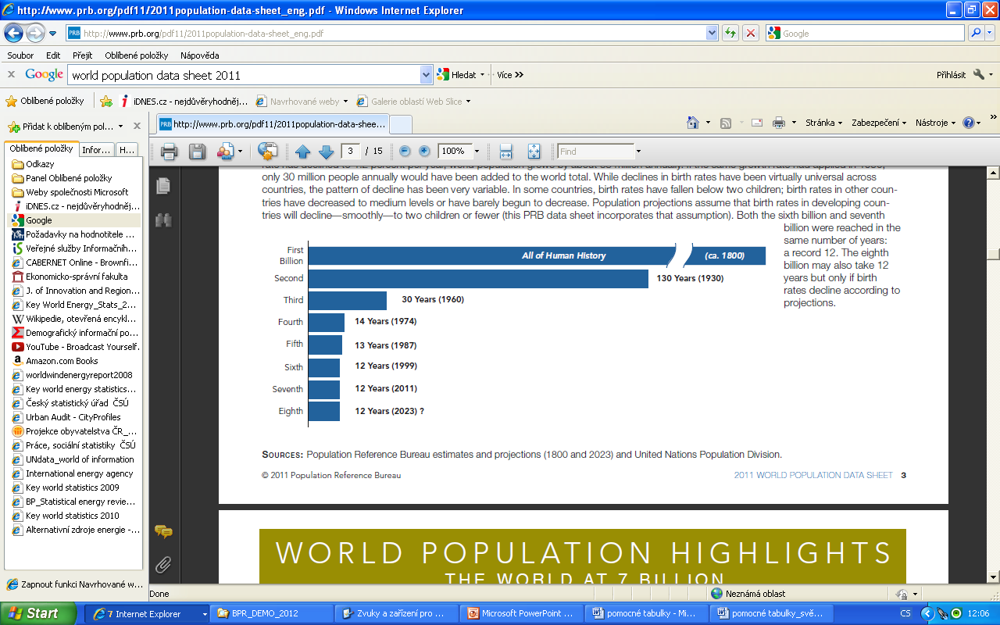 http://www.prb.org/pdf11/2011population-data-sheet_eng.pdf - Windows Internet Explorer
http://www.prb.org/pdf11/2011population-data-sheet_eng.pdf
Google
Soubor Edit Přejít Oblíbené položky Nápověda
x Google world population data sheet 2011 Hledat Více >> Přihlásit
Oblíbené položky iDNES.cz - nejdůvěryhodněj... Navrhované weby Galerie oblastí Web Slice
Přidat k oblíbeným pol... x
PRB http://www.prb.org/pdf11/2011population-data-shee... Stránka Zabezpečení Nástroje
Oblíbené položky Infor... H...
3 / 15 100% Find
Odkazy
Panel Oblíbené položky
Weby společnosti Microsoft
iDNES.cz - nejdůvěryhodněj...
Google
Požadavky na hodnotitele ...
Veřejné služby Informačníh...
CABERNET Online - Brownfi...
Ekonomicko-správní fakulta
J. of Innovation and Region...
Key World Energy_Stats_2...
Wikipedie, otevřená encykl...
Demografický informační po...
YouTube - Broadcast Yourself.
Amazon.com Books
worldwindenergyreport2008
Key world energy statistics...
Český statistický úřad ČSÚ
Urban Audit - CityProfiles
Projekce obyvatelstva ČR_...
Práce, sociální statistiky ČSÚ
UNdata_world of information
International energy agency
Key world statistics 2009
BP_Statistical energy revie...
Key world statistics 2010
Alternativní zdroje energie -...
Zapnout funkci Navrhované w...
only 30 million people annually would have been added to the world total. While declines in birth rates have been virtually universal across
countries, the pattern of decline has been very variable. In some countries, birth rates have fallen below two children; birth rates in other coun-
tries have decreased to medium levels or have barely begun to decrease. Population projections assume that birth rates in developing coun-
tries will decline—smoothly—to two children or fewer (this PRB data sheet incorporates that assumption). Both the sixth billion and seventh
billion were reached in the
same number of years:
a record 12. The eighth
billion may also take 12
years but only if birth
rates decline according to
projections.
First Billion All of Human History (ca. 1800)
Second 130 Years (1930)
Third 30 Years (1960)
Fourth 14 Years (1974)
Fifth 13 Years (1987)
Sixth 12 Years (1999)
Seventh 12 Years (2011)
Eighth 12 Years (2023) ?
SOURCES: Population Reference Bureau estimates and projections (1800 and 2023) and United Nations Population Division.
© 2011 Population Reference Bureau 2011 WORLD POPULATION DATA SHEET 3
WORLD POPULATION HIGHLIGHTS
THE WORLD AT 7 BILLION
Done Neznámá oblast
Start 7 Internet Explorer BPR_DEMO_2012 Zvuky a zařízení pro ... Microsoft PowerPoint ... pomocné tabulky - Mi... pomocné tabulky_svě... CS 12:06